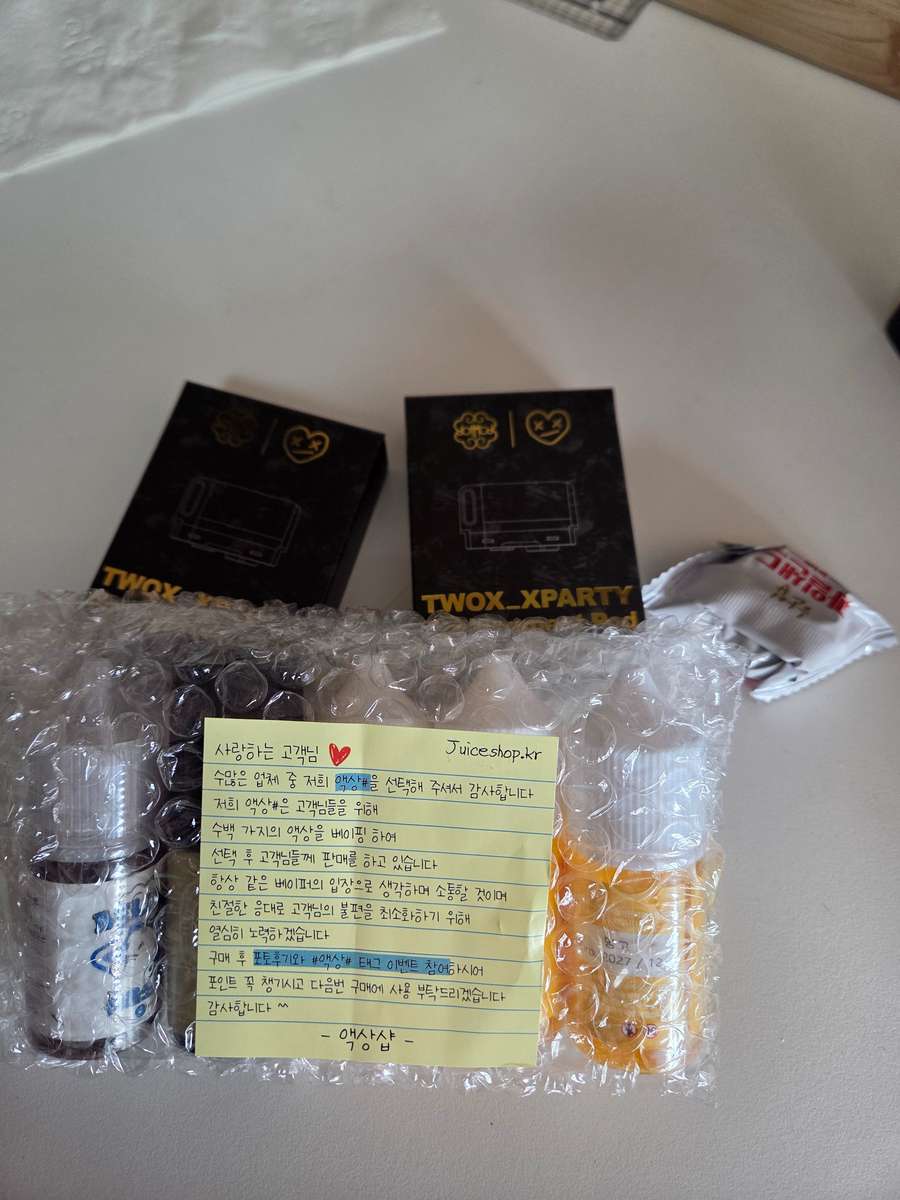 TWOX_XPARTY
사랑하는 고객님 ♥ Juiceshop.kr
수많은 업체 중 저희 액상#을 선택해 주셔서 감사합니다
저희 액상#은 고객님들을 위해
수백 가지의 액상을 베이핑 하여
선택 후 고객님들께 판매를 하고 있습니다
항상 같은 베이퍼의 입장으로 생각하며 소통할 것이며
친절한 응대로 고객님의 불편을 최소화하기 위해
열심히 노력하겠습니다
구매 후 포토후기와 #액상# 태그 이벤트 참여하시어
포인트 꼭 챙기시고 다음번 구매에 사용 부탁드리겠습니다
감사합니다 ^^
- 액상샵 -
망고
2027/12